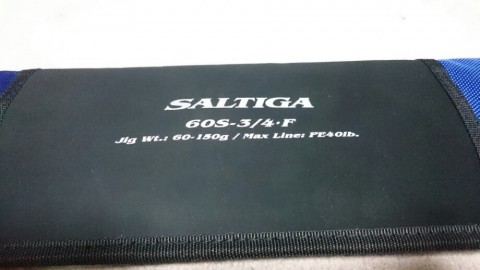 SALTIGA
60S-3/4·F
Jig Wt.: 60-150g / Max Line: PE40lb.